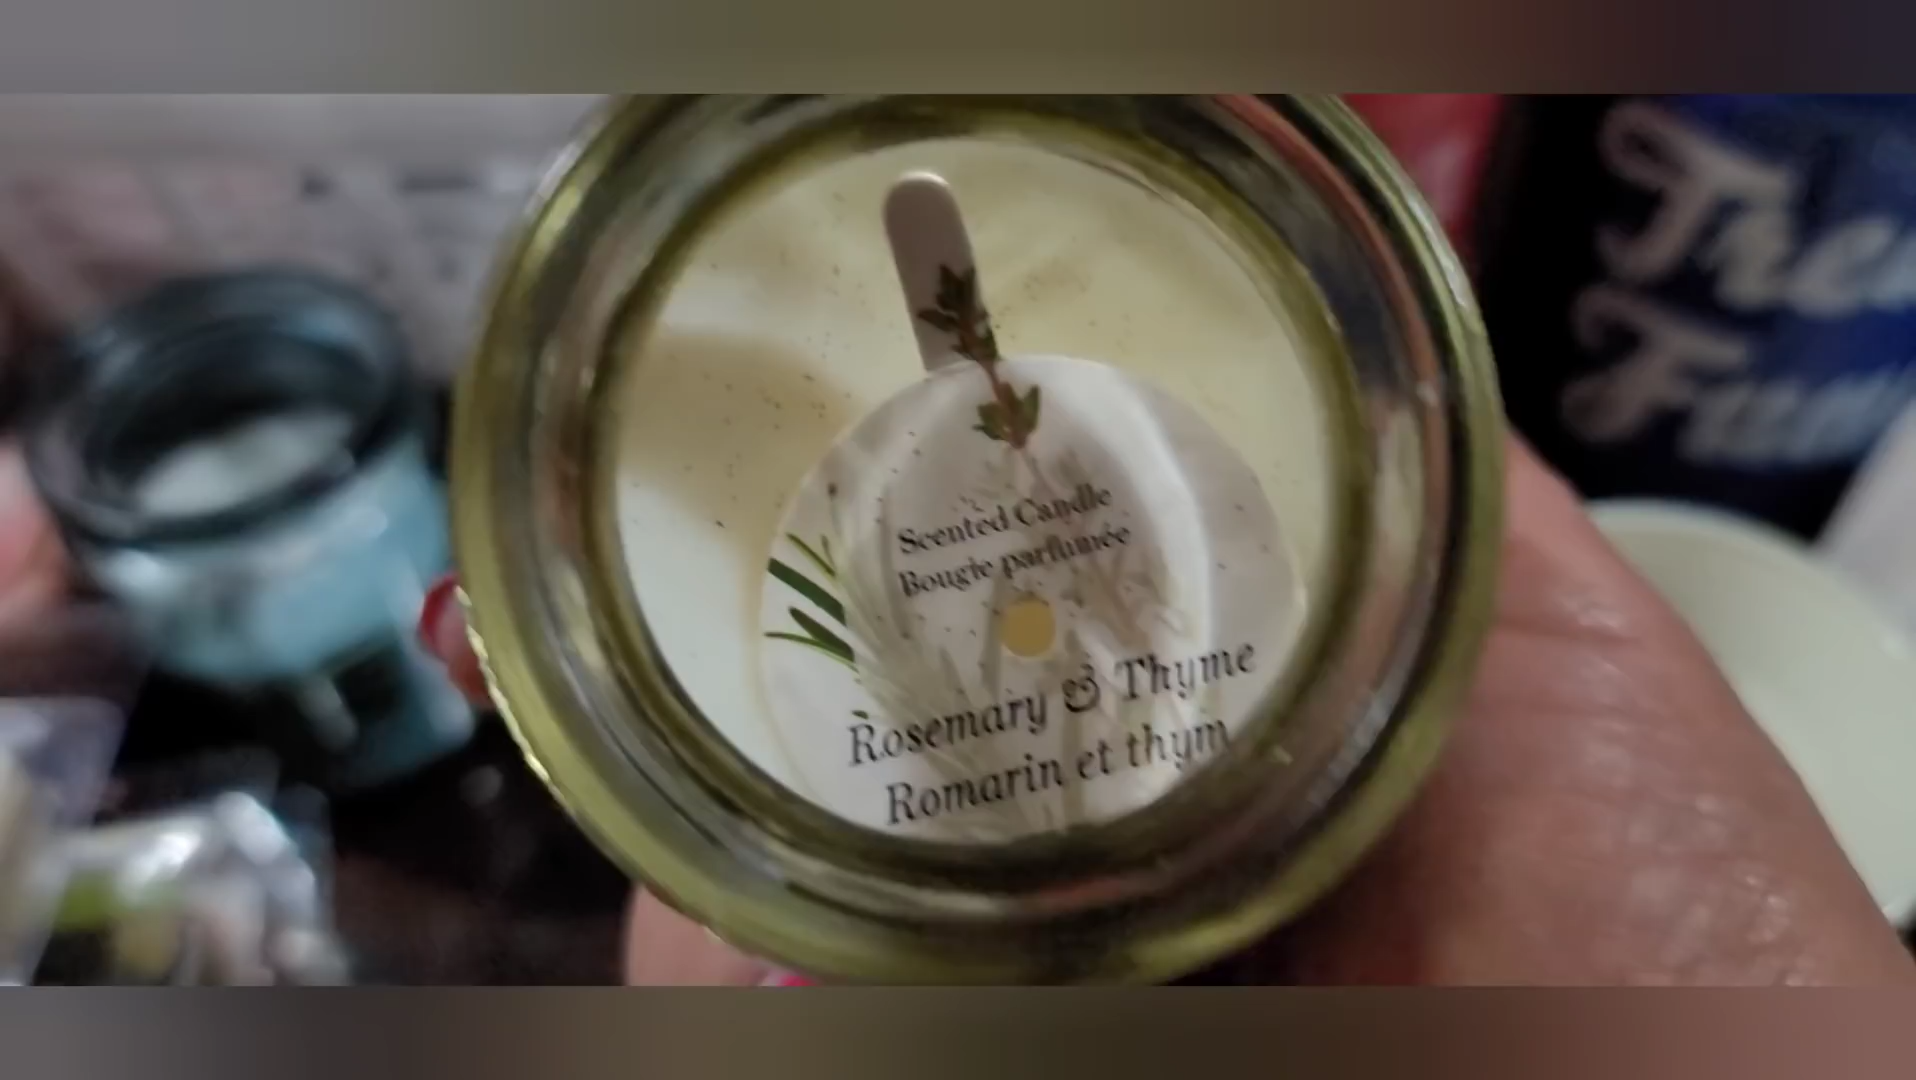 Scented Candle
Bougie parfumée
Rosemary & Thyme
Romarin et thym